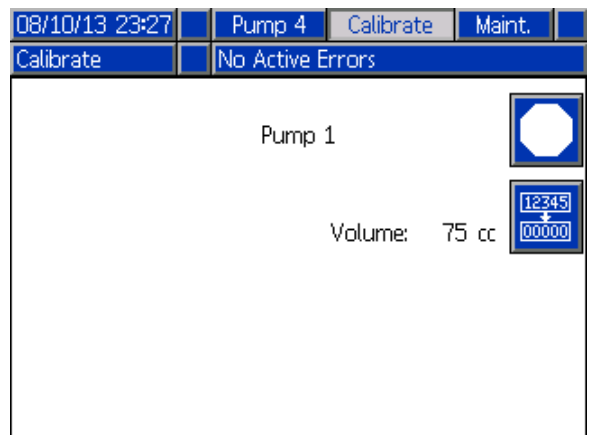 08/10/13 23:27 Pump 4 Calibrate Maint.
Calibrate No Active Errors
Pump 1
12345
Volume: 75 cc
00000